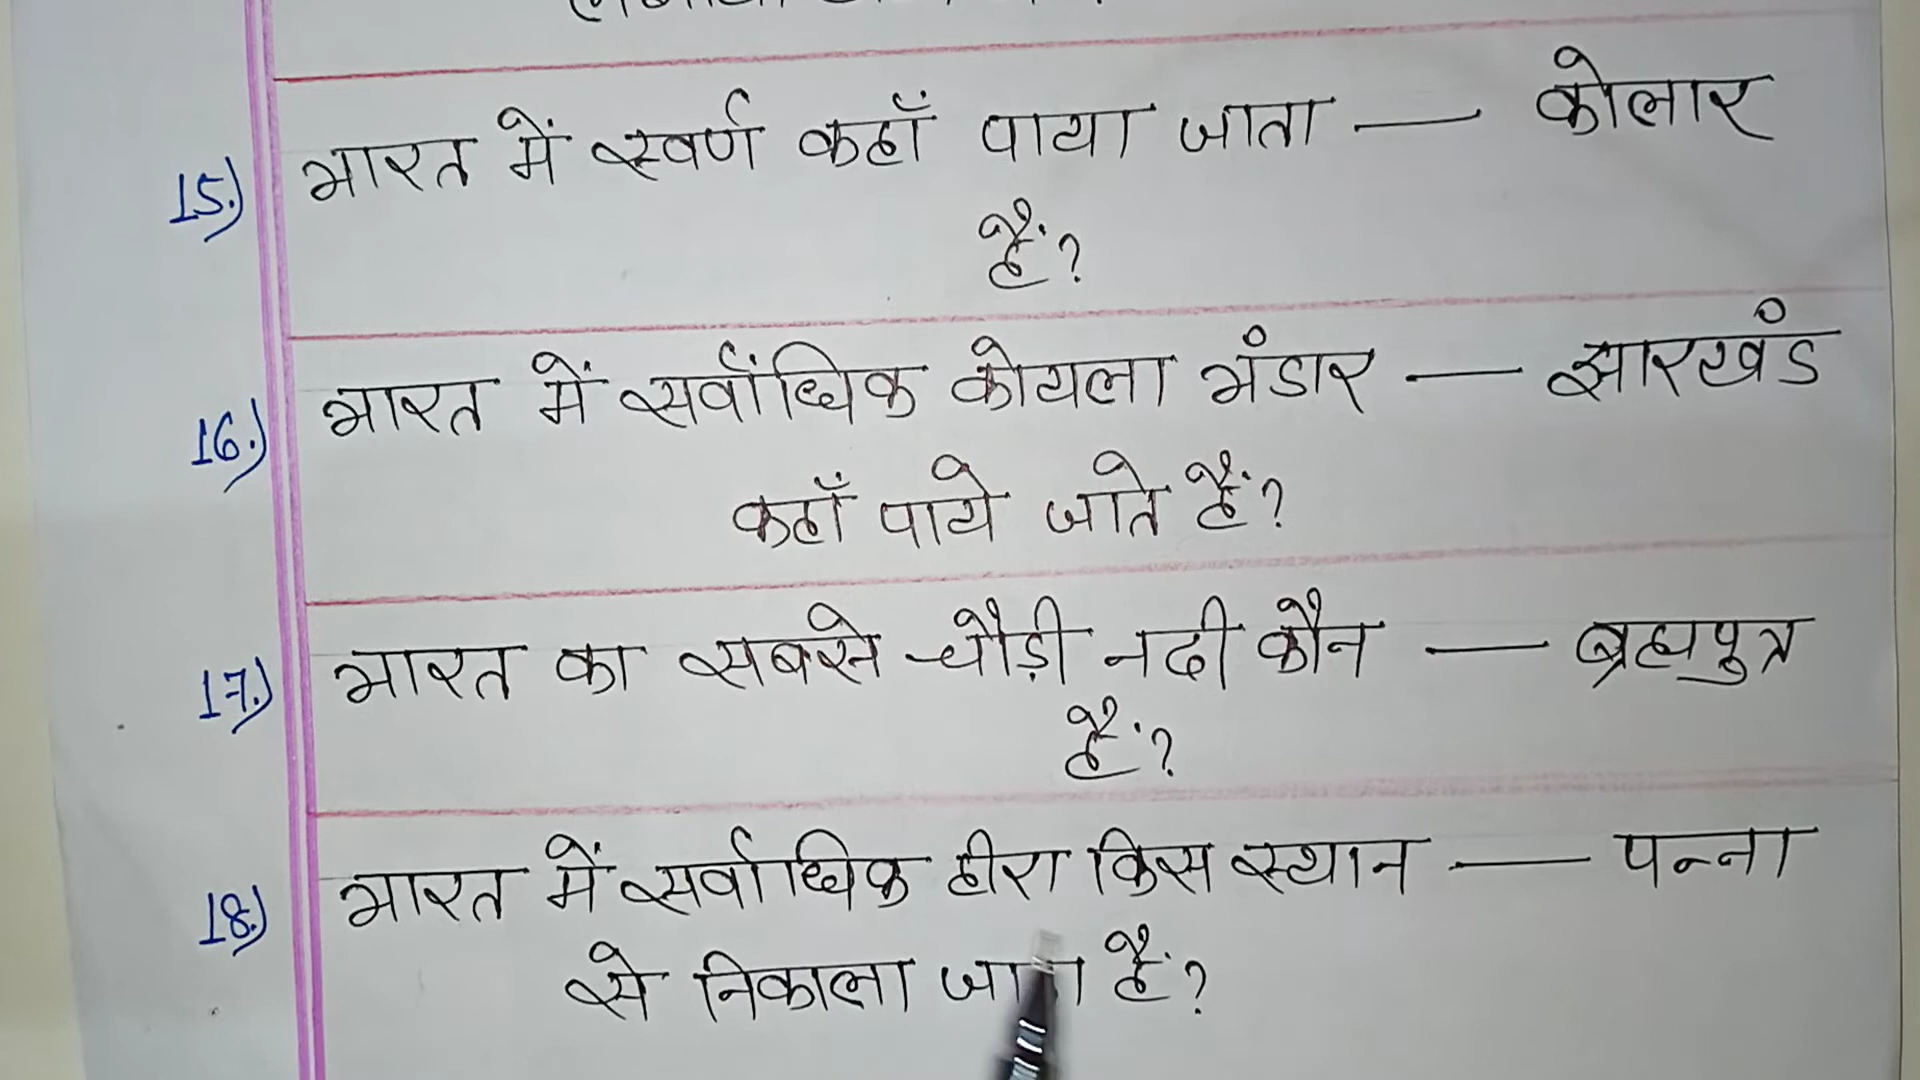 15.) भारत में स्वर्ण कहाँ पाया जाता — कोलार
हैं?
16.) भारत में सर्वाधिक कोयला भंडार — झारखंड
कहाँ पाये जाते हैं?
17.) भारत का सबसे चौड़ी नदी कौन — ब्रह्मपुत्र
हैं?
18.) भारत में सर्वाधिक हीरा किस स्थान — पन्ना
से निकाला जाता हैं?